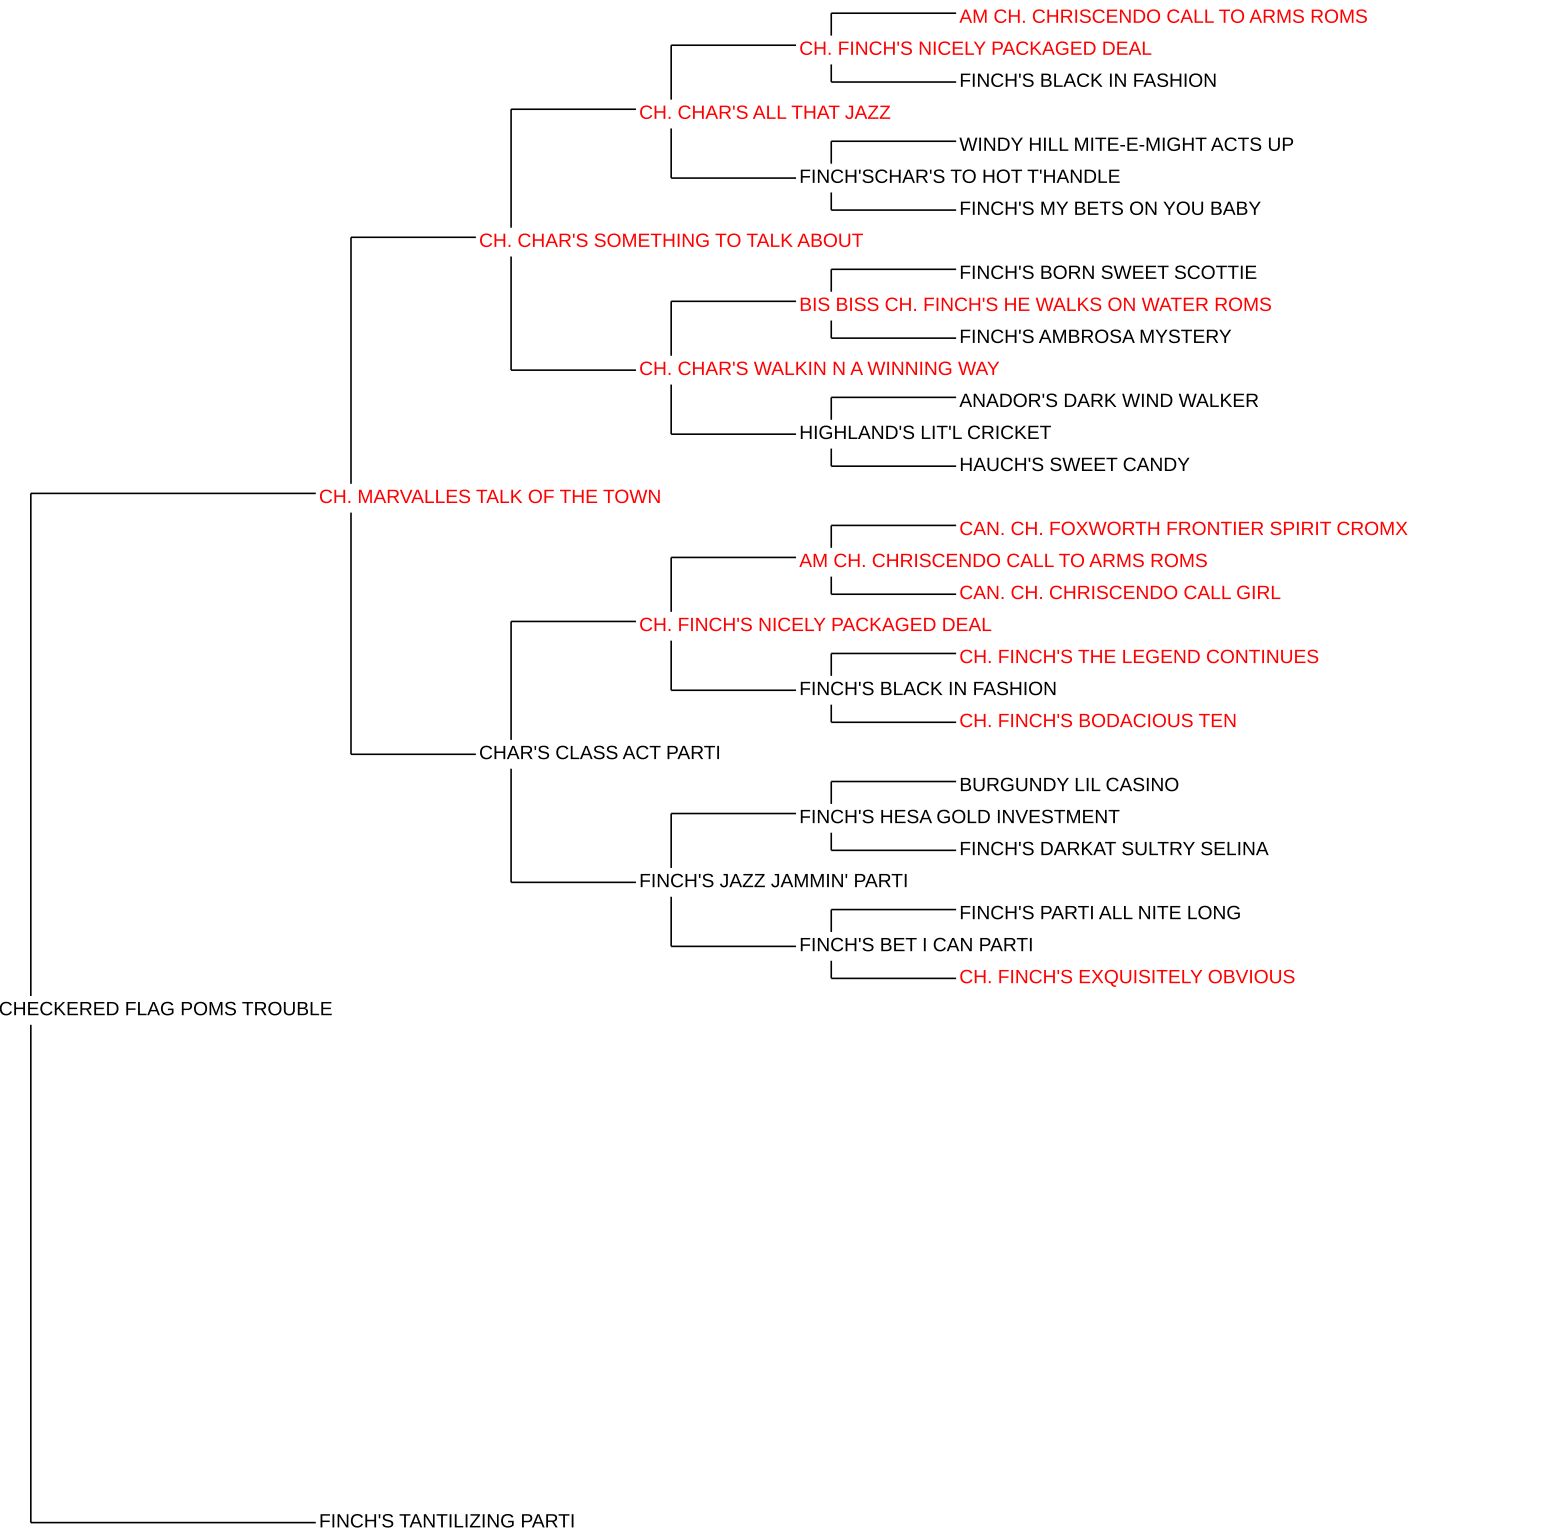 AM CH. CHRISCENDO CALL TO ARMS ROMS
CH. FINCH'S NICELY PACKAGED DEAL
FINCH'S BLACK IN FASHION
CH. CHAR'S ALL THAT JAZZ
WINDY HILL MITE-E-MIGHT ACTS UP
FINCH'SCHAR'S TO HOT T'HANDLE
FINCH'S MY BETS ON YOU BABY
CH. CHAR'S SOMETHING TO TALK ABOUT
FINCH'S BORN SWEET SCOTTIE
BIS BISS CH. FINCH'S HE WALKS ON WATER ROMS
FINCH'S AMBROSA MYSTERY
CH. CHAR'S WALKIN N A WINNING WAY
ANADOR'S DARK WIND WALKER
HIGHLAND'S LIT'L CRICKET
HAUCH'S SWEET CANDY
CH. MARVALLES TALK OF THE TOWN
CAN. CH. FOXWORTH FRONTIER SPIRIT CROMX
AM CH. CHRISCENDO CALL TO ARMS ROMS
CAN. CH. CHRISCENDO CALL GIRL
CH. FINCH'S NICELY PACKAGED DEAL
CH. FINCH'S THE LEGEND CONTINUES
FINCH'S BLACK IN FASHION
CH. FINCH'S BODACIOUS TEN
CHAR'S CLASS ACT PARTI
BURGUNDY LIL CASINO
FINCH'S HESA GOLD INVESTMENT
FINCH'S DARKAT SULTRY SELINA
FINCH'S JAZZ JAMMIN' PARTI
FINCH'S PARTI ALL NITE LONG
FINCH'S BET I CAN PARTI
CH. FINCH'S EXQUISITELY OBVIOUS
CHECKERED FLAG POMS TROUBLE
FINCH'S TANTILIZING PARTI